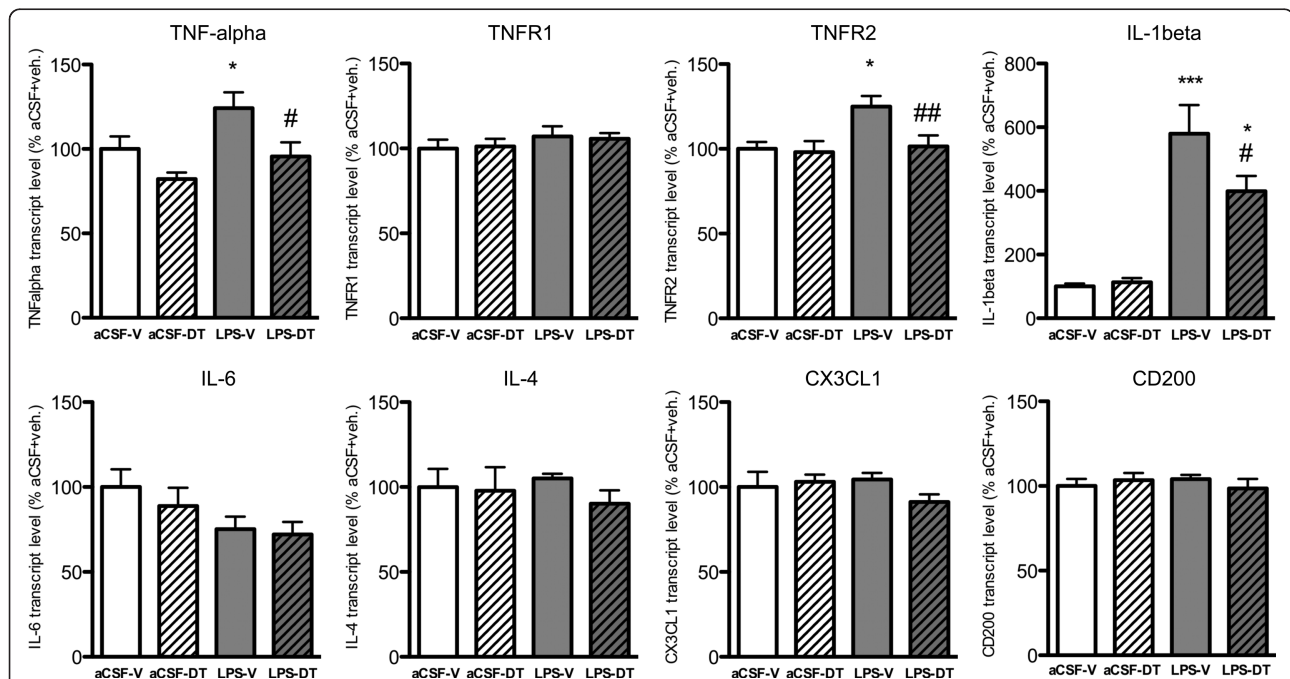 TNF-alpha
TNFalpha transcript level (% aCSF+veh.)
150
100
50
0
*
#
aCSF-V aCSF-DT LPS-V LPS-DT
TNFR1
TNFR1 transcript level (% aCSF+veh.)
150
100
50
0
aCSF-V aCSF-DT LPS-V LPS-DT
TNFR2
TNFR2 transcript level (% aCSF+veh.)
150
100
50
0
*
##
aCSF-V aCSF-DT LPS-V LPS-DT
IL-1beta
IL-1beta transcript level (% aCSF+veh.)
800
600
400
200
0
***
*
#
aCSF-V aCSF-DT LPS-V LPS-DT
IL-6
IL-6 transcript level (% aCSF+veh.)
150
100
50
0
aCSF-V aCSF-DT LPS-V LPS-DT
IL-4
IL-4 transcript level (% aCSF+veh.)
150
100
50
0
aCSF-V aCSF-DT LPS-V LPS-DT
CX3CL1
CX3CL1 transcript level (% aCSF+veh.)
150
100
50
0
aCSF-V aCSF-DT LPS-V LPS-DT
CD200
CD200 transcript level (% aCSF+veh.)
150
100
50
0
aCSF-V aCSF-DT LPS-V LPS-DT